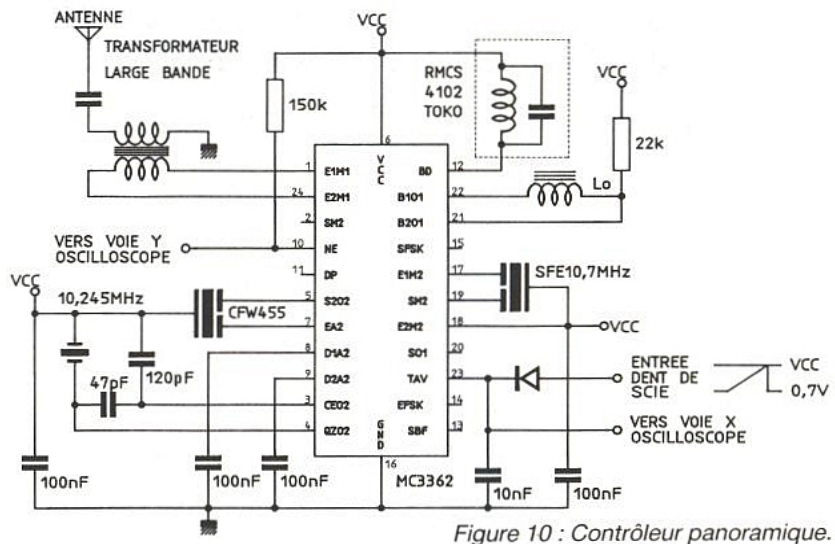 ANTENNE
TRANSFORMATEUR
LARGE BANDE
VCC
150k
RMCS
4102
TOKO
VCC
22k
Lo
6
VCC
1 E1M1
24 E2M1
2 SM2
10 NE
11 DP
5 S2O2
7 EA2
8 D1A2
9 D2A2
3 CEO2
4 QZO2
BD 12
B1O1 22
B2O1 21
SFSK 15
E1M2 17
SM2 19
E2M2 18
SO1 20
TAV 23
EFSK 14
SBF 13
GND
16
MC3362
VERS VOIE Y
OSCILLOSCOPE
VCC
10,245MHz
CFW455
47pF
120pF
100nF
100nF
100nF
SFE10,7MHz
VCC
ENTREE
DENT DE
SCIE
VCC
0,7V
VERS VOIE X
OSCILLOSCOPE
10nF
100nF
Figure 10 : Contrôleur panoramique.